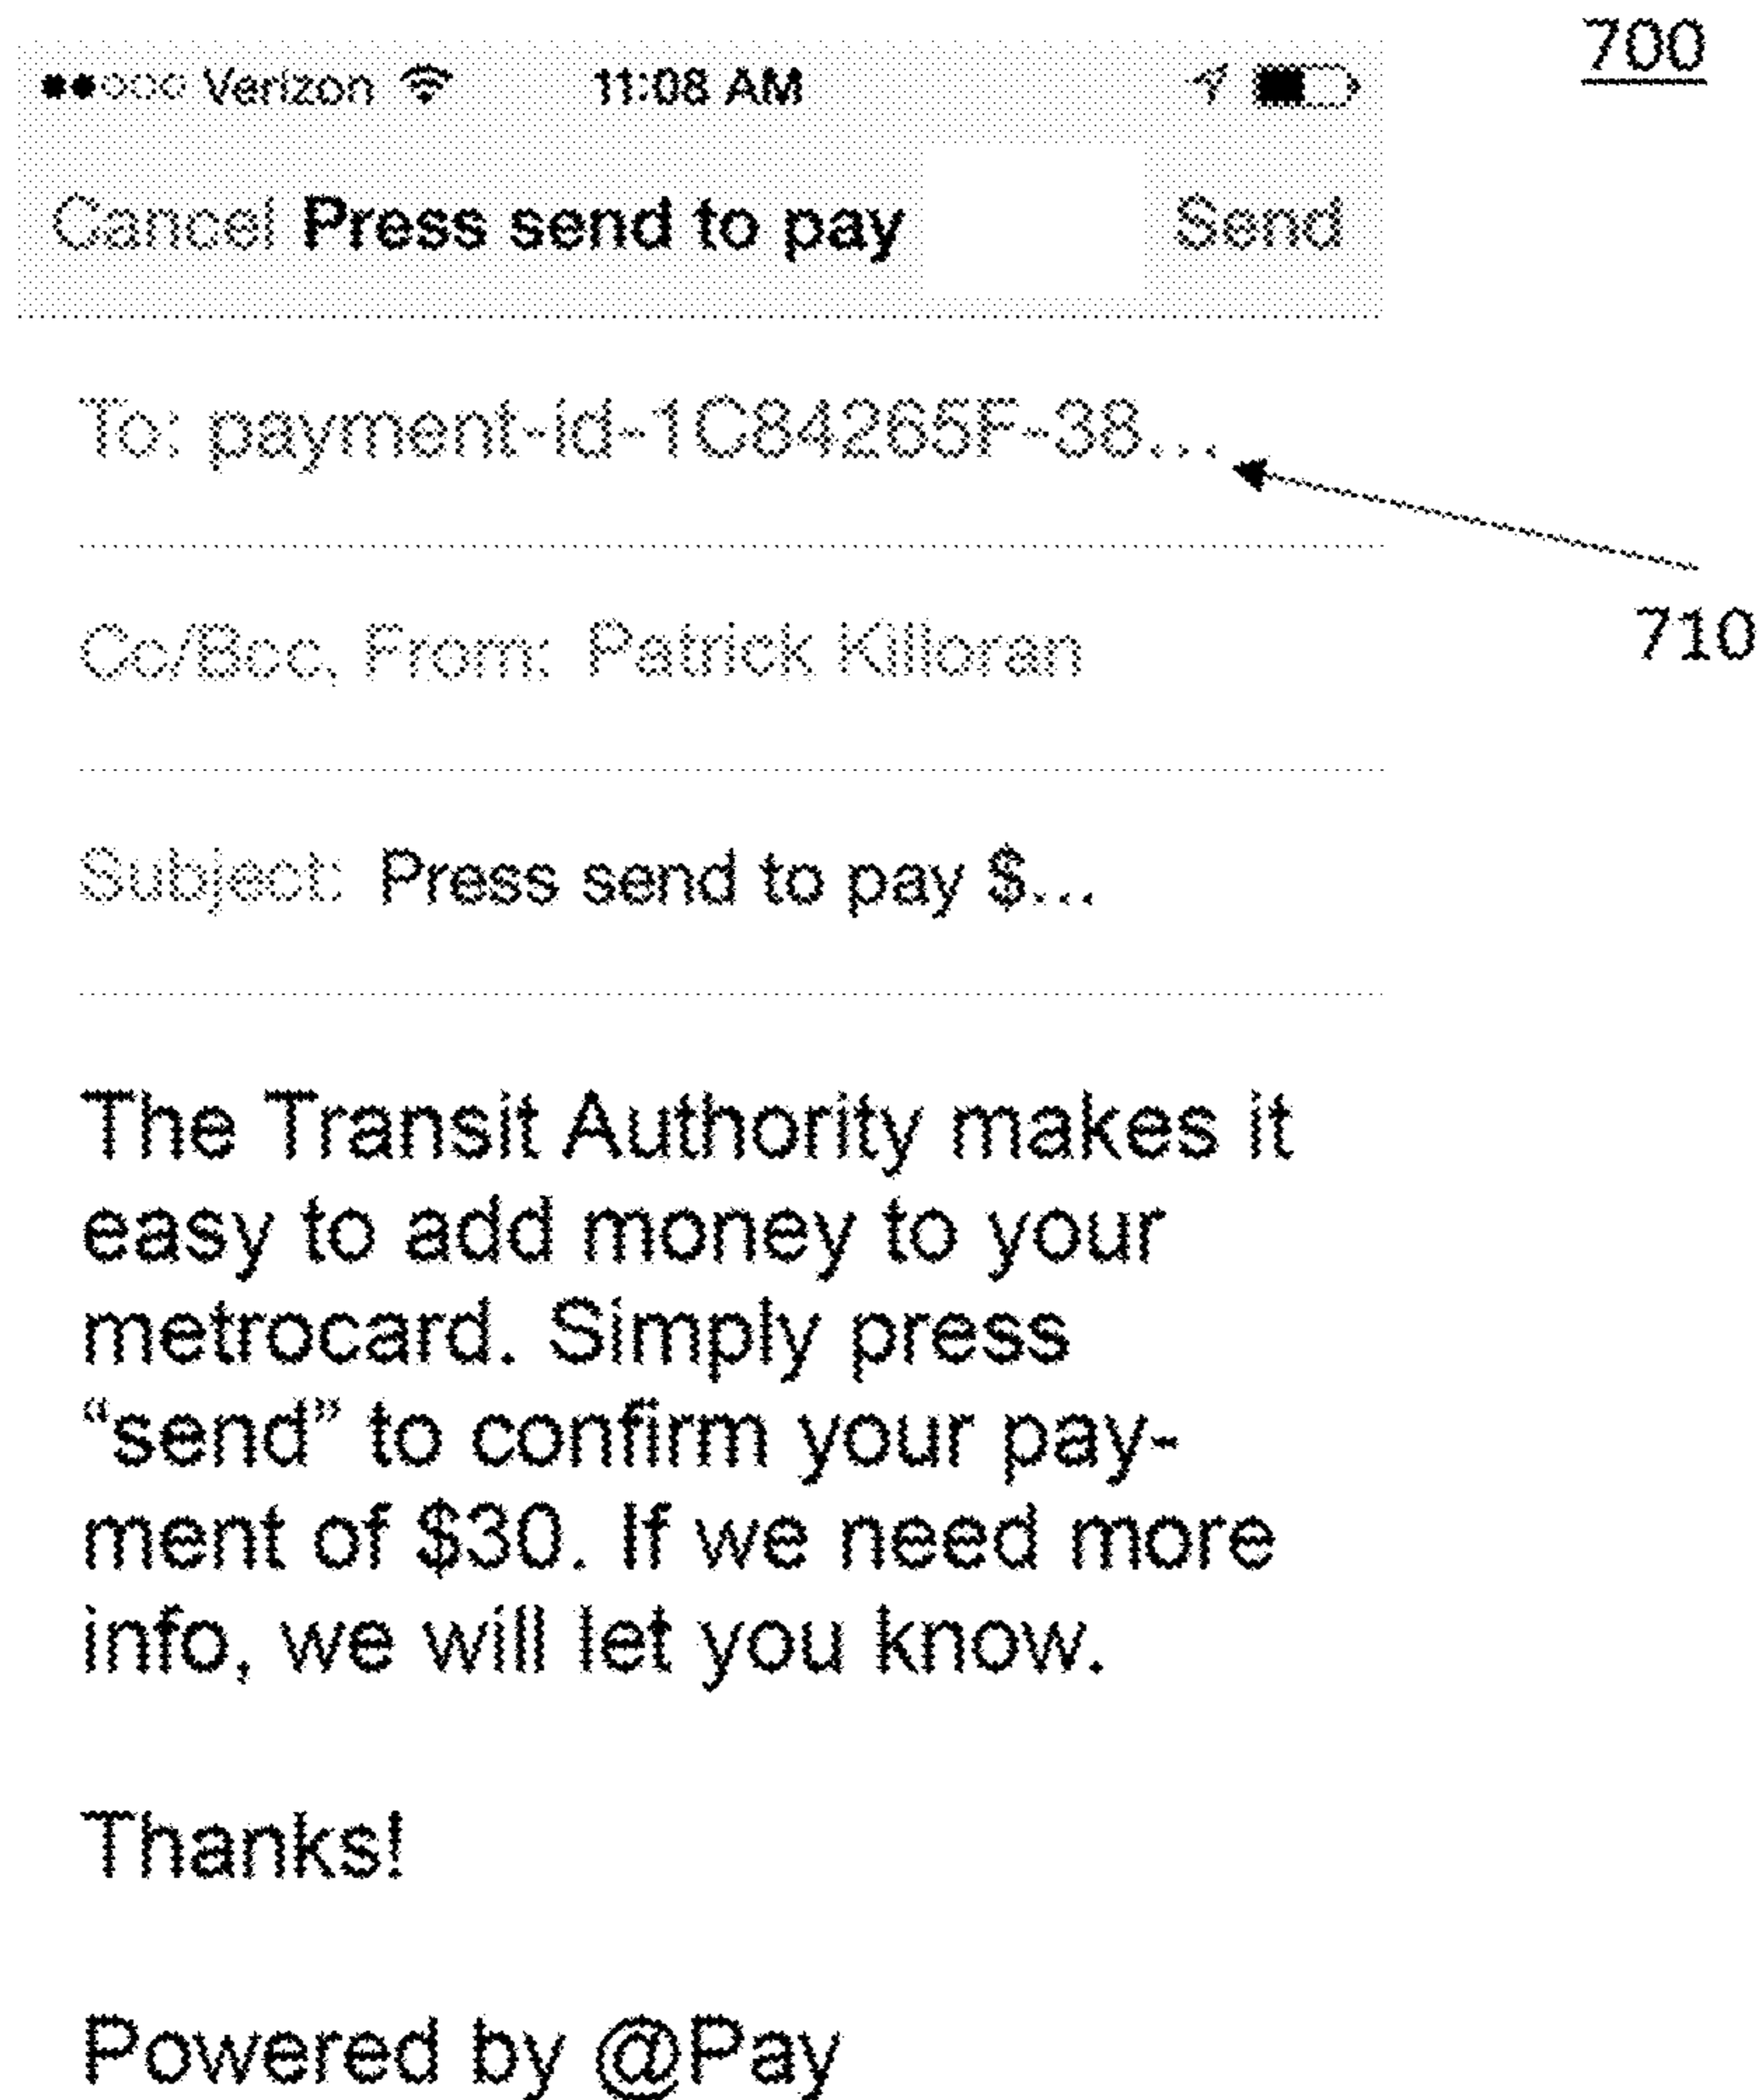 700
Verizon 11:08 AM
Cancel Press send to pay Send
To: payment-id-1C84265F-38...
710
Cc/Bcc, From: Patrick Killoran
Subject: Press send to pay $...
The Transit Authority makes it
easy to add money to your
metrocard. Simply press
“send” to confirm your pay-
ment of $30. If we need more
info, we will let you know.
Thanks!
Powered by @Pay